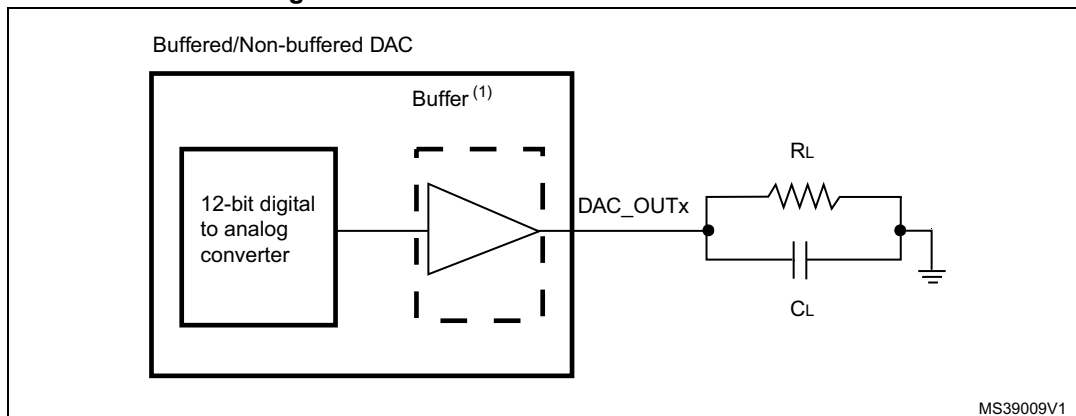 Buffered/Non-buffered DAC
Buffer (1)
12-bit digital
to analog
converter
DAC_OUTx
RL
CL
MS39009V1